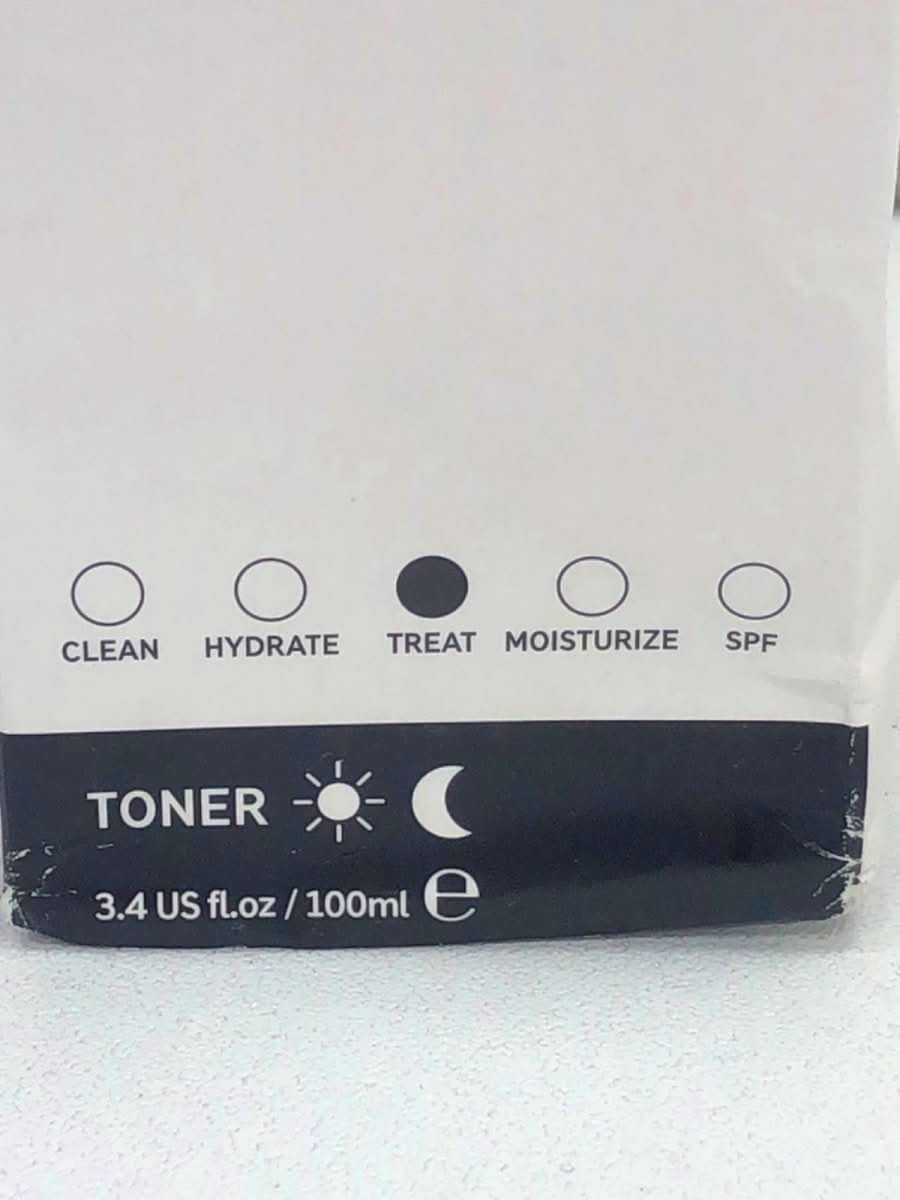 CLEAN HYDRATE TREAT MOISTURIZE SPF
TONER
3.4 US fl.oz / 100ml ℮